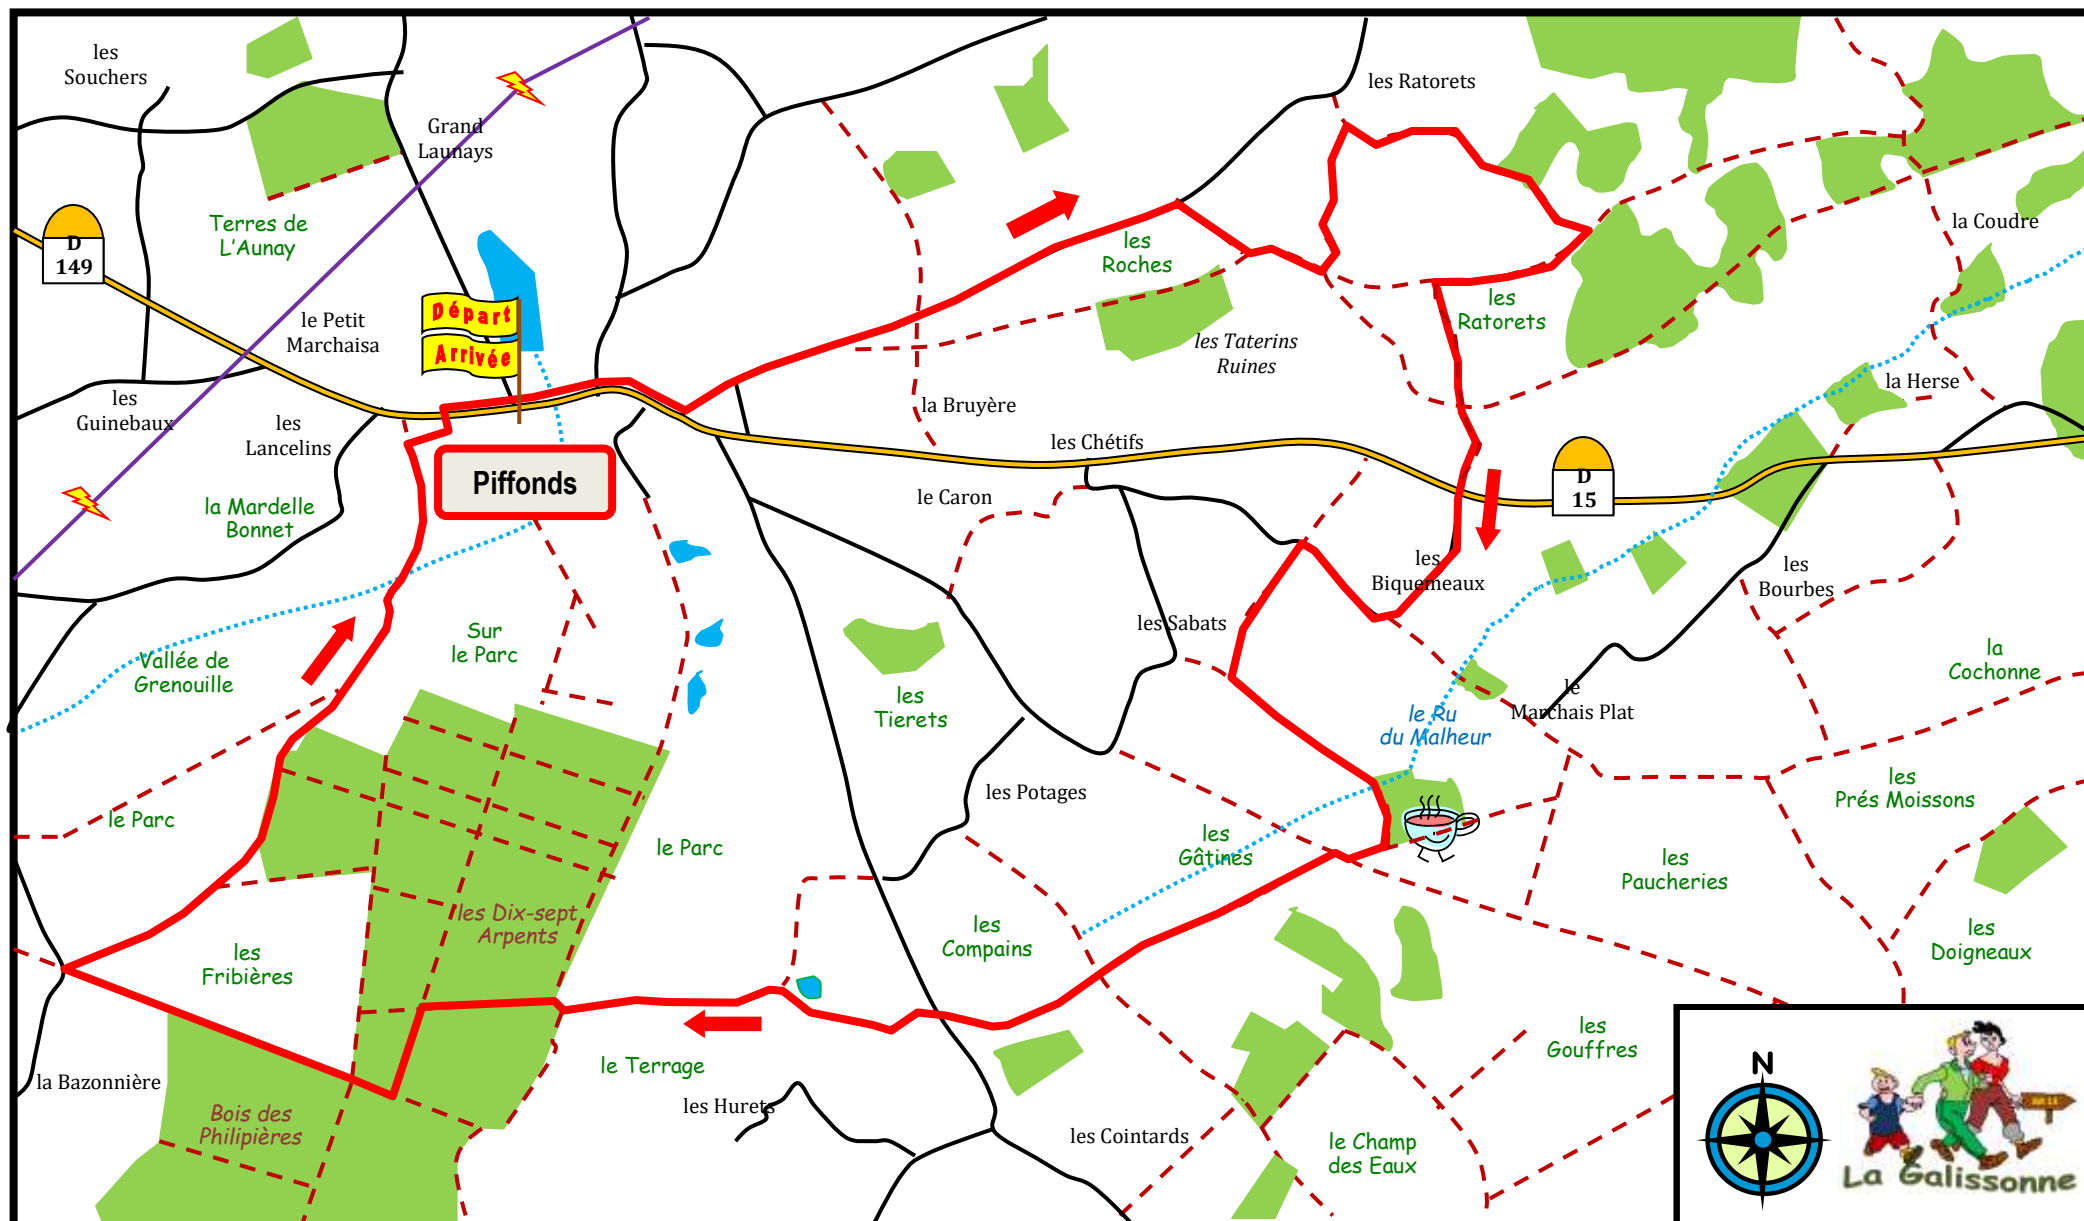 les
Souchers
Grand
Launays
les Ratorets
Terres de
L'Aunay
D
149
les
Roches
la Coudre
le Petit
Marchaisa
Départ
Arrivée
les
Ratorets
les Taterins
Ruines
les
Guinebaux
les
Lancelins
la Bruyère
la Herse
les Chétifs
Piffonds
le Caron
D
15
la Mardelle
Bonnet
les
Biquemeaux
les
Bourbes
Sur
le Parc
les Sabats
Vallée de
Grenouille
la
Cochonne
les
Tierets
le
Marchais Plat
le Ru
du Malheur
les Potages
les
Prés Moissons
le Parc
le Parc
les
Gâtines
les
Paucheries
les Dix-sept
Arpents
les
Fribières
les
Compains
les
Doigneaux
les
Gouffres
le Terrage
la Bazonnière
les Hurets
Bois des
Philipières
les Cointards
le Champ
des Eaux
N
La Galissonne